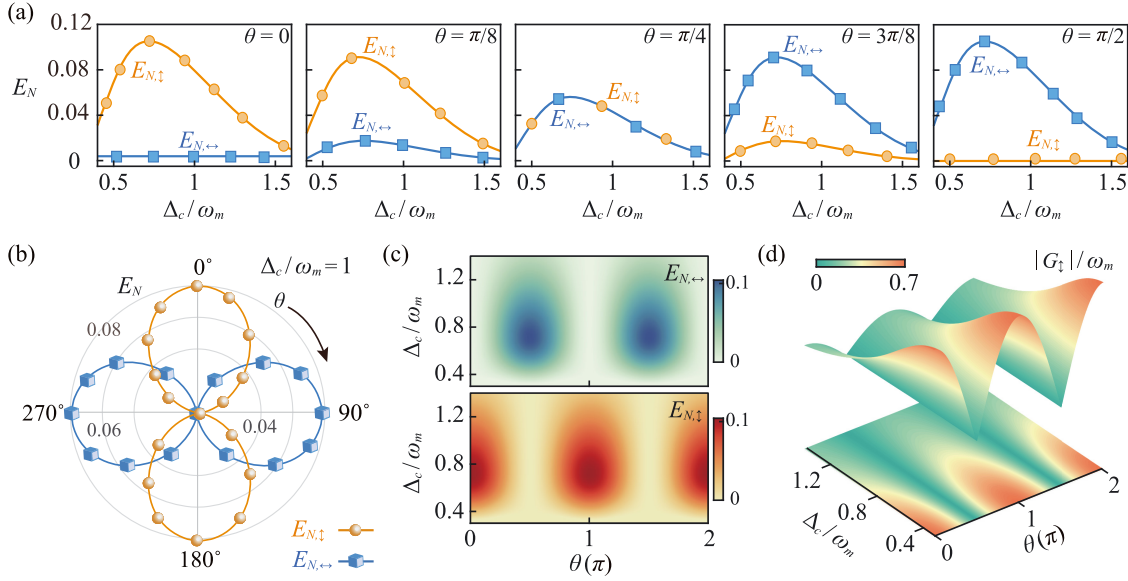 (a)
0.12
0.08
0.04
0
E_N
θ = 0
E_{N,↕}
E_{N,↔}
0.5 1 1.5
Δ_c / ω_m
θ = π/8
E_{N,↕}
E_{N,↔}
0.5 1 1.5
Δ_c / ω_m
θ = π/4
E_{N,↕}
E_{N,↔}
0.5 1 1.5
Δ_c / ω_m
θ = 3π/8
E_{N,↔}
E_{N,↕}
0.5 1 1.5
Δ_c / ω_m
θ = π/2
E_{N,↔}
E_{N,↕}
0.5 1 1.5
Δ_c / ω_m
(b)
Δ_c / ω_m = 1
0°
E_N
θ
0.08
270°
90°
0.06
0.04
180°
E_{N,↕}
E_{N,↔}
(c)
1.2
0.8
0.4
Δ_c / ω_m
E_{N,↔}
0.1
0
1.2
0.8
0.4
Δ_c / ω_m
E_{N,↕}
0.1
0
0 1 2
θ (π)
(d)
0 0.7
|G_↕| / ω_m
1.2
0.8
0.4
Δ_c / ω_m
0
1
2
θ (π)